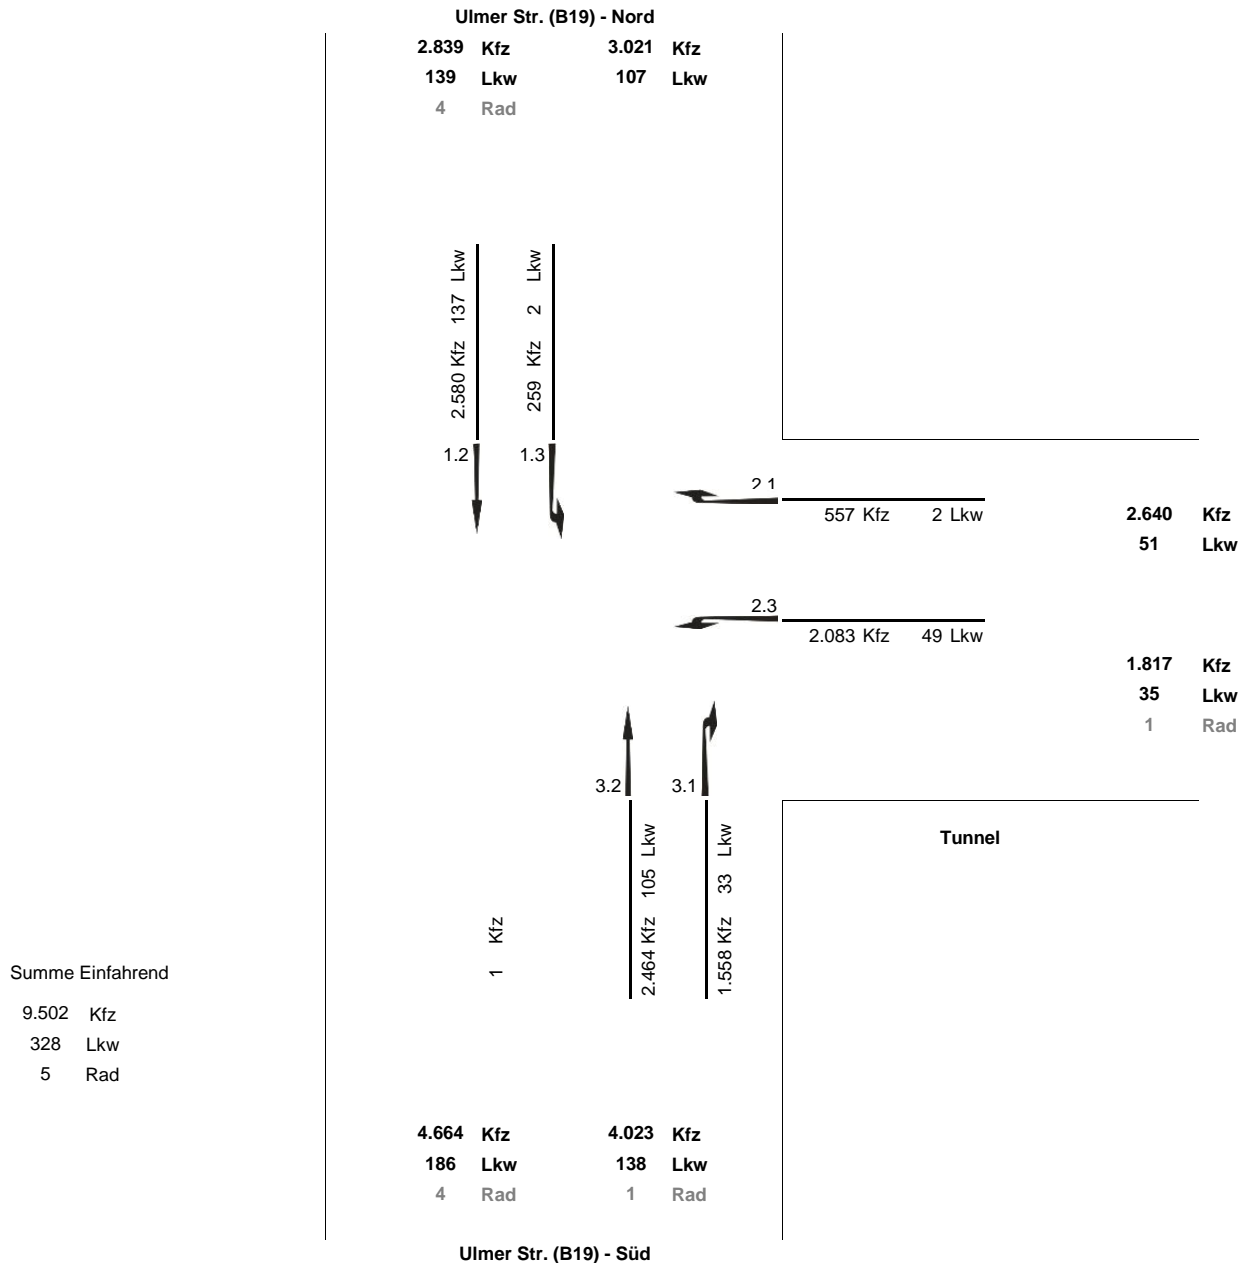 Ulmer Str. (B19) - Nord
2.839 Kfz 3.021 Kfz
139 Lkw 107 Lkw
4 Rad
2.580 Kfz 137 Lkw
259 Kfz 2 Lkw
1.2 1.3
2.1
557 Kfz 2 Lkw
2.640 Kfz
51 Lkw
2.3
2.083 Kfz 49 Lkw
1.817 Kfz
35 Lkw
1 Rad
3.2 3.1
2.464 Kfz 105 Lkw
1.558 Kfz 33 Lkw
1 Kfz
Tunnel
Summe Einfahrend
9.502 Kfz
328 Lkw
5 Rad
4.664 Kfz 4.023 Kfz
186 Lkw 138 Lkw
4 Rad 1 Rad
Ulmer Str. (B19) - Süd